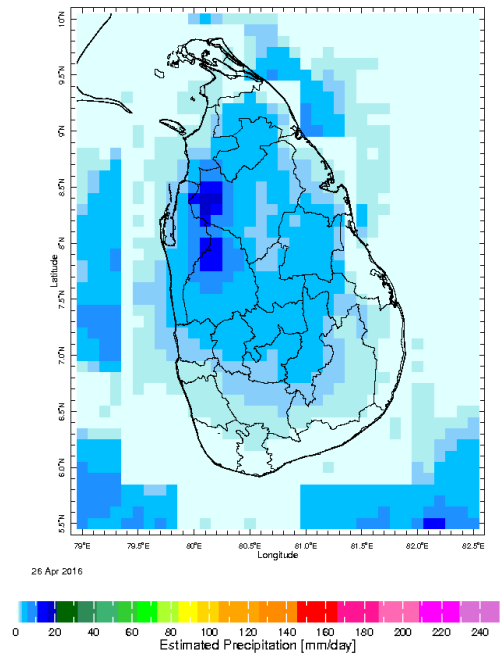 10°N
9.5°N
9°N
8.5°N
8°N
7.5°N
7.0°N
6.5°N
6.0°N
5.5°N
Latitude
79°E 79.5°E 80°E 80.5°E 81.0°E 81.5°E 82.0°E 82.5°E
Longitude
26 Apr 2016
0 20 40 60 80 100 120 140 160 180 200 220 240
Estimated Precipitation [mm/day]